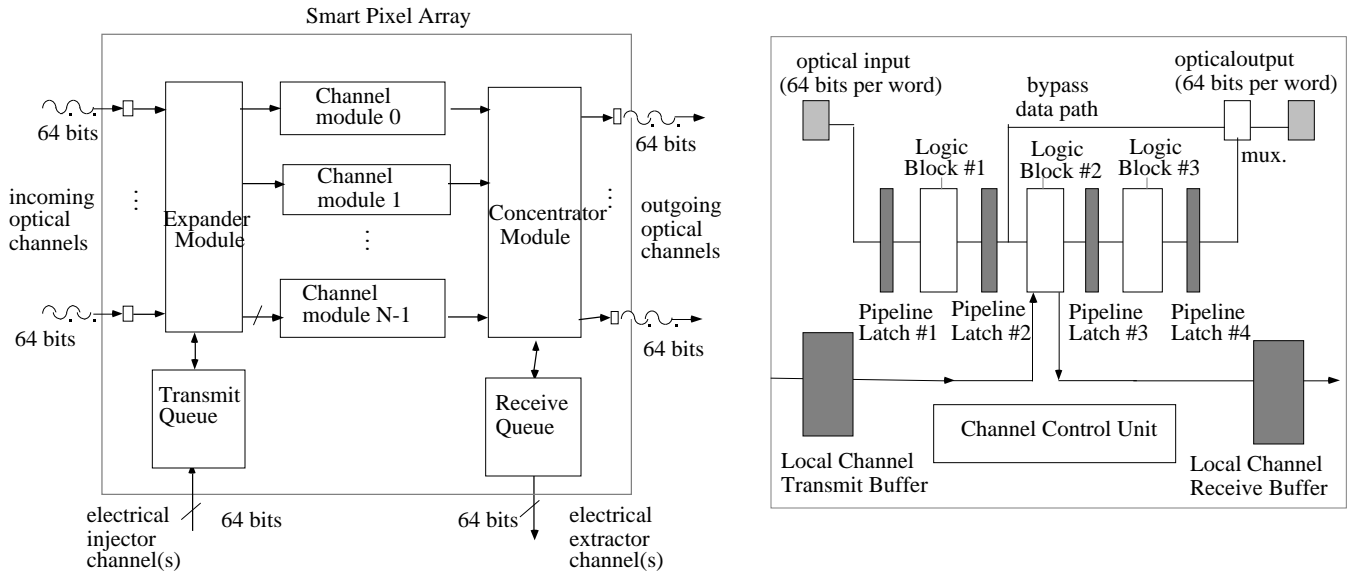 Smart Pixel Array
64 bits
64 bits
incoming
optical
channels
Expander
Module
Channel
module 0
Channel
module 1
Channel
module N-1
Concentrator
Module
64 bits
64 bits
outgoing
optical
channels
Transmit
Queue
Receive
Queue
electrical
injector
channel(s)
64 bits
64 bits
electrical
extractor
channel(s)
optical input
(64 bits per word)
bypass
data path
opticaloutput
(64 bits per word)
mux.
Logic
Block #1
Logic
Block #2
Logic
Block #3
Pipeline
Latch #1
Pipeline
Latch #2
Pipeline
Latch #3
Pipeline
Latch #4
Channel Control Unit
Local Channel
Transmit Buffer
Local Channel
Receive Buffer